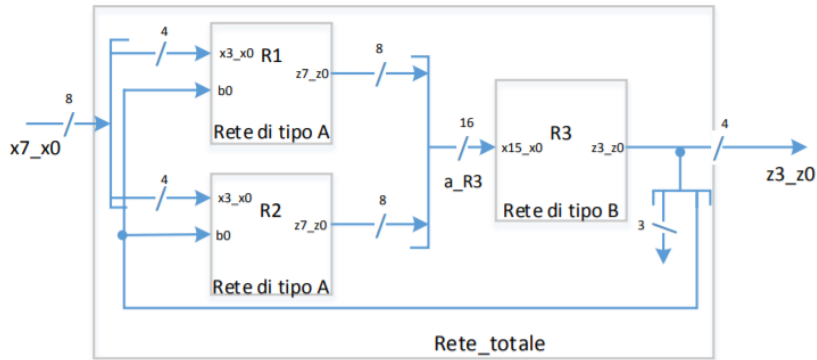 4
x3_x0
R1
8
z7_z0
b0
Rete di tipo A
8
x7_x0
16
x15_x0
R3
z3_z0
4
a_R3
z3_z0
Rete di tipo B
4
x3_x0
R2
8
z7_z0
b0
Rete di tipo A
3
Rete_totale